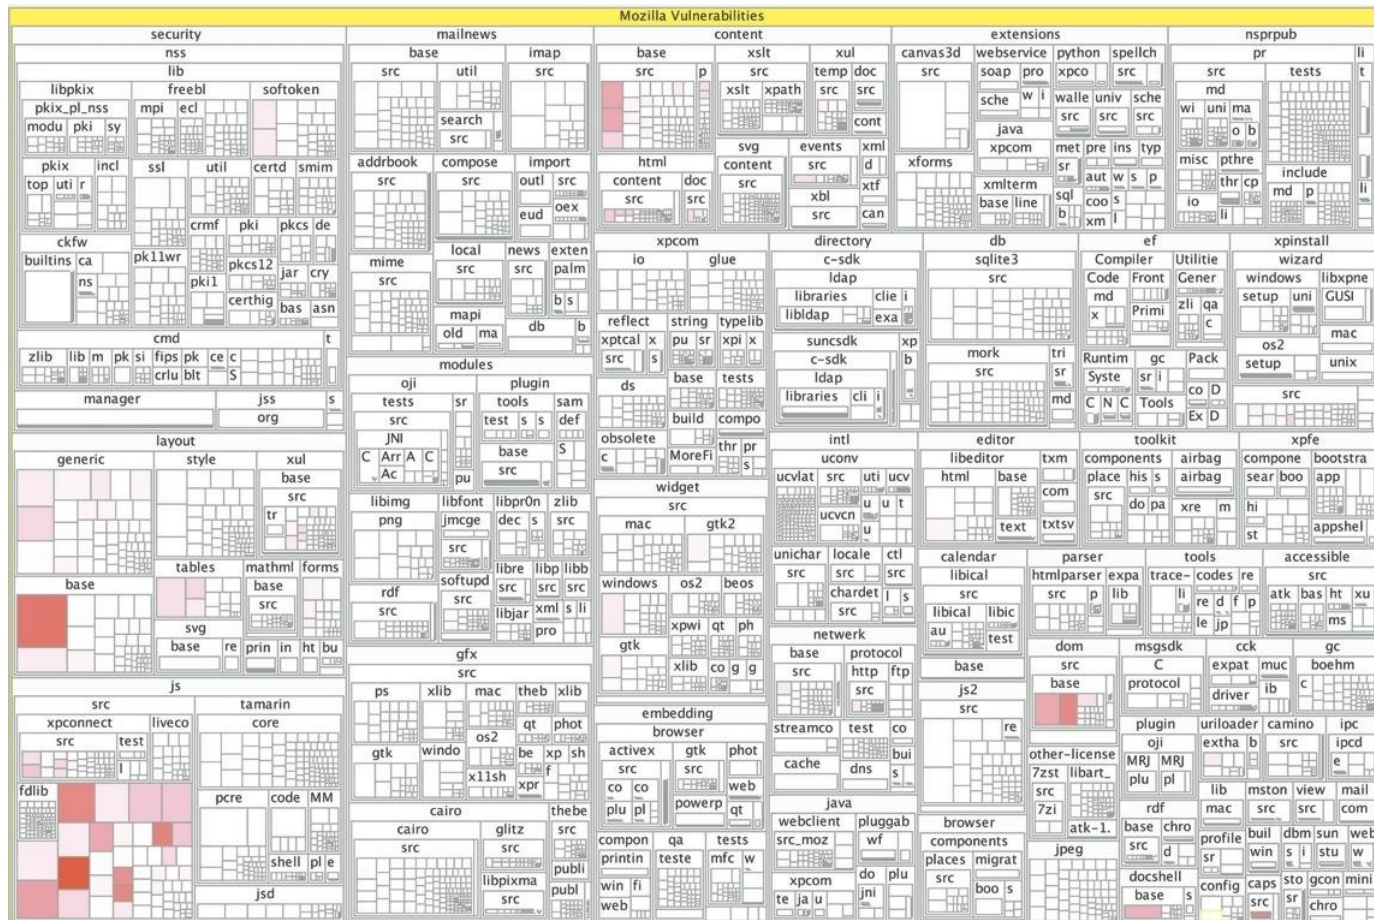 Mozilla Vulnerabilities
security
nss
lib
libpkix
pkix_pl_nss
modu pki sy
pkix incl
top uti r
freebl
mpi ecl
softoken
ssl
util certd smim
crmf pki pkcs de
pkcs12
pk11wr
pki1
certhig
jar cry
bas asn
ckfw
builtins ca
ns
cmd t
zlib lib m pk si fips pk ce c
crlu blt S
manager jss s
org
mailnews
base imap
src util src
search
src
addrbook compose import
src src outl src
eud oex
mime local news exten
src src src palm
b s
mapi
old ma db b
content
base xslt xul
src p src temp doc
xslt xpath src src
cont
html svg events xml
content doc content src d
src src src xbl xtf
src can
extensions
canvas3d webservice python spellch
src soap pro xpco src
sche w i walle univ sche
java src src src
xpcom met pre ins typ
xforms sr aut w s p
xmlterm sql coo s
base line b xm l
nsprpub
pr li
src tests t
md
wi uni ma
o b
misc pthre include
thr cp md p
io li li
xpcom
io glue
reflect string typelib
xptcal x pu sr xpi x
src s
ds base tests
build compo
obsolete
c MoreFi thr pr
s
directory
c-sdk
ldap
libraries clie i
libldap exa
suncsdk xp
c-sdk b
ldap
libraries cli i
db
sqlite3
src
mork tri
src sr
md
ef
Compiler Utilitie
Code Front Gener
md zli qa
x Primi c
Runtim gc Pack
Syste sr i co D
C N C Tools Ex D
xpinstall
wizard
windows libxpne
setup uni GUSI
os2 mac
setup unix
src
layout
generic style xul
base
src
tr
base tables mathml forms
base
src
svg
base re prin in ht bu
modules
oji plugin
tests sr tools sam
src test s s def
JNI base S
C Arr A C src
Ac pu
libimg libfont libpr0n zlib
png jmcge dec s src
src
libre libp libb
rdf softupd src src src
src src libjar xml s li
pro
widget
src
mac gtk2
windows os2 beos
xpwi qt ph
gtk xlib co g g
intl
uconv
ucvlat src uti ucv
ucvcn u u t
u
unichar locale ctl
src src src
chardet l s
src
editor
libeditor txm
html base com
text txtsv
toolkit
components airbag
place his s airbag
src do pa xre m
xpfe
compone bootstra
sear boo app
hi
st appshel
calendar
libical
src
libical libic
au test
base
parser
htmlparser expa
src p lib
tools
trace- codes re
li re d f p
le jp
accessible
src
atk bas ht xu
ms
js
src tamarin
xpconnect liveco core
src test
l
fdlib pcre code MM
shell pl e
jsd
gfx
src
ps xlib mac theb xlib
os2 qt phot
gtk windo be xp sh
x11sh xpr f
cairo thebe
cairo glitz src
src publi
libpixma publ
src
embedding
browser
activex gtk phot
src src web
co co
plu pl powerp qt
compon qa tests
printin teste mfc w
win fi
web
netwerk
base protocol
src http ftp
src
streamco test co
bui
cache dns s
java
webclient pluggab
src_moz wf
xpcom do plu
te ja u jni
js2
src
re
browser
components
places migrat
src boo s
dom
src
base
other-license
7zst libart_
src
7zi
atk-1.
jpeg
msgsdk
C
protocol
cck
expat muc
driver ib
gc
boehm
c
plugin
oji
MRJ MRJ
plu pl
uriloader camino ipc
extha b src ipcd
e
lib mston view mail
mac src src com
rdf
base chro
src d
profile buil dbm sun web
sr win s i stu w
docshell
base s
config caps sto gcon mini
src sr chro